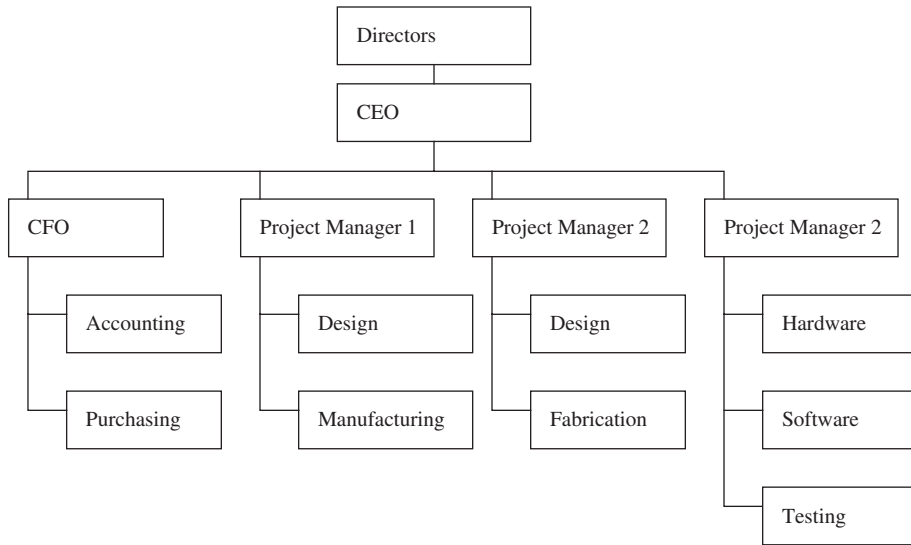 Directors
CEO
CFO
Project Manager 1
Project Manager 2
Project Manager 2
Accounting
Design
Design
Hardware
Purchasing
Manufacturing
Fabrication
Software
Testing